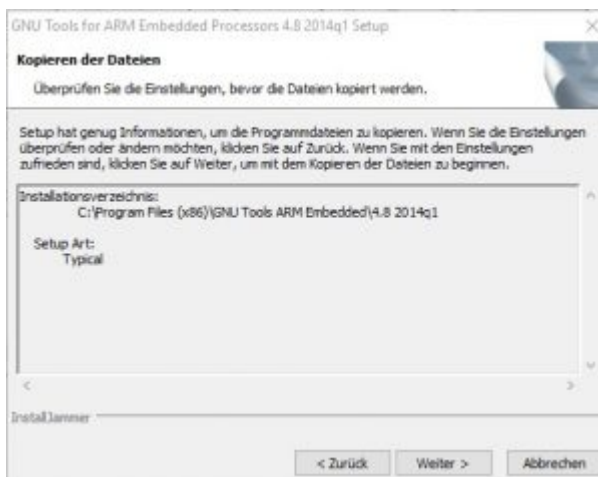 GNU Tools for ARM Embedded Processors 4.8 2014q1 Setup
Kopieren der Dateien
Überprüfen Sie die Einstellungen, bevor die Dateien kopiert werden.
Setup hat genug Informationen, um die Programmdateien zu kopieren. Wenn Sie die Einstellungen
überprüfen oder ändern möchten, klicken Sie auf Zurück. Wenn Sie mit den Einstellungen
zufrieden sind, klicken Sie auf Weiter, um mit dem Kopieren der Dateien zu beginnen.
Installationsverzeichnis:
C:\Program Files (x86)\GNU Tools ARM Embedded\4.8 2014q1
Setup Art:
Typical
InstallJammer
< Zurück Weiter > Abbrechen